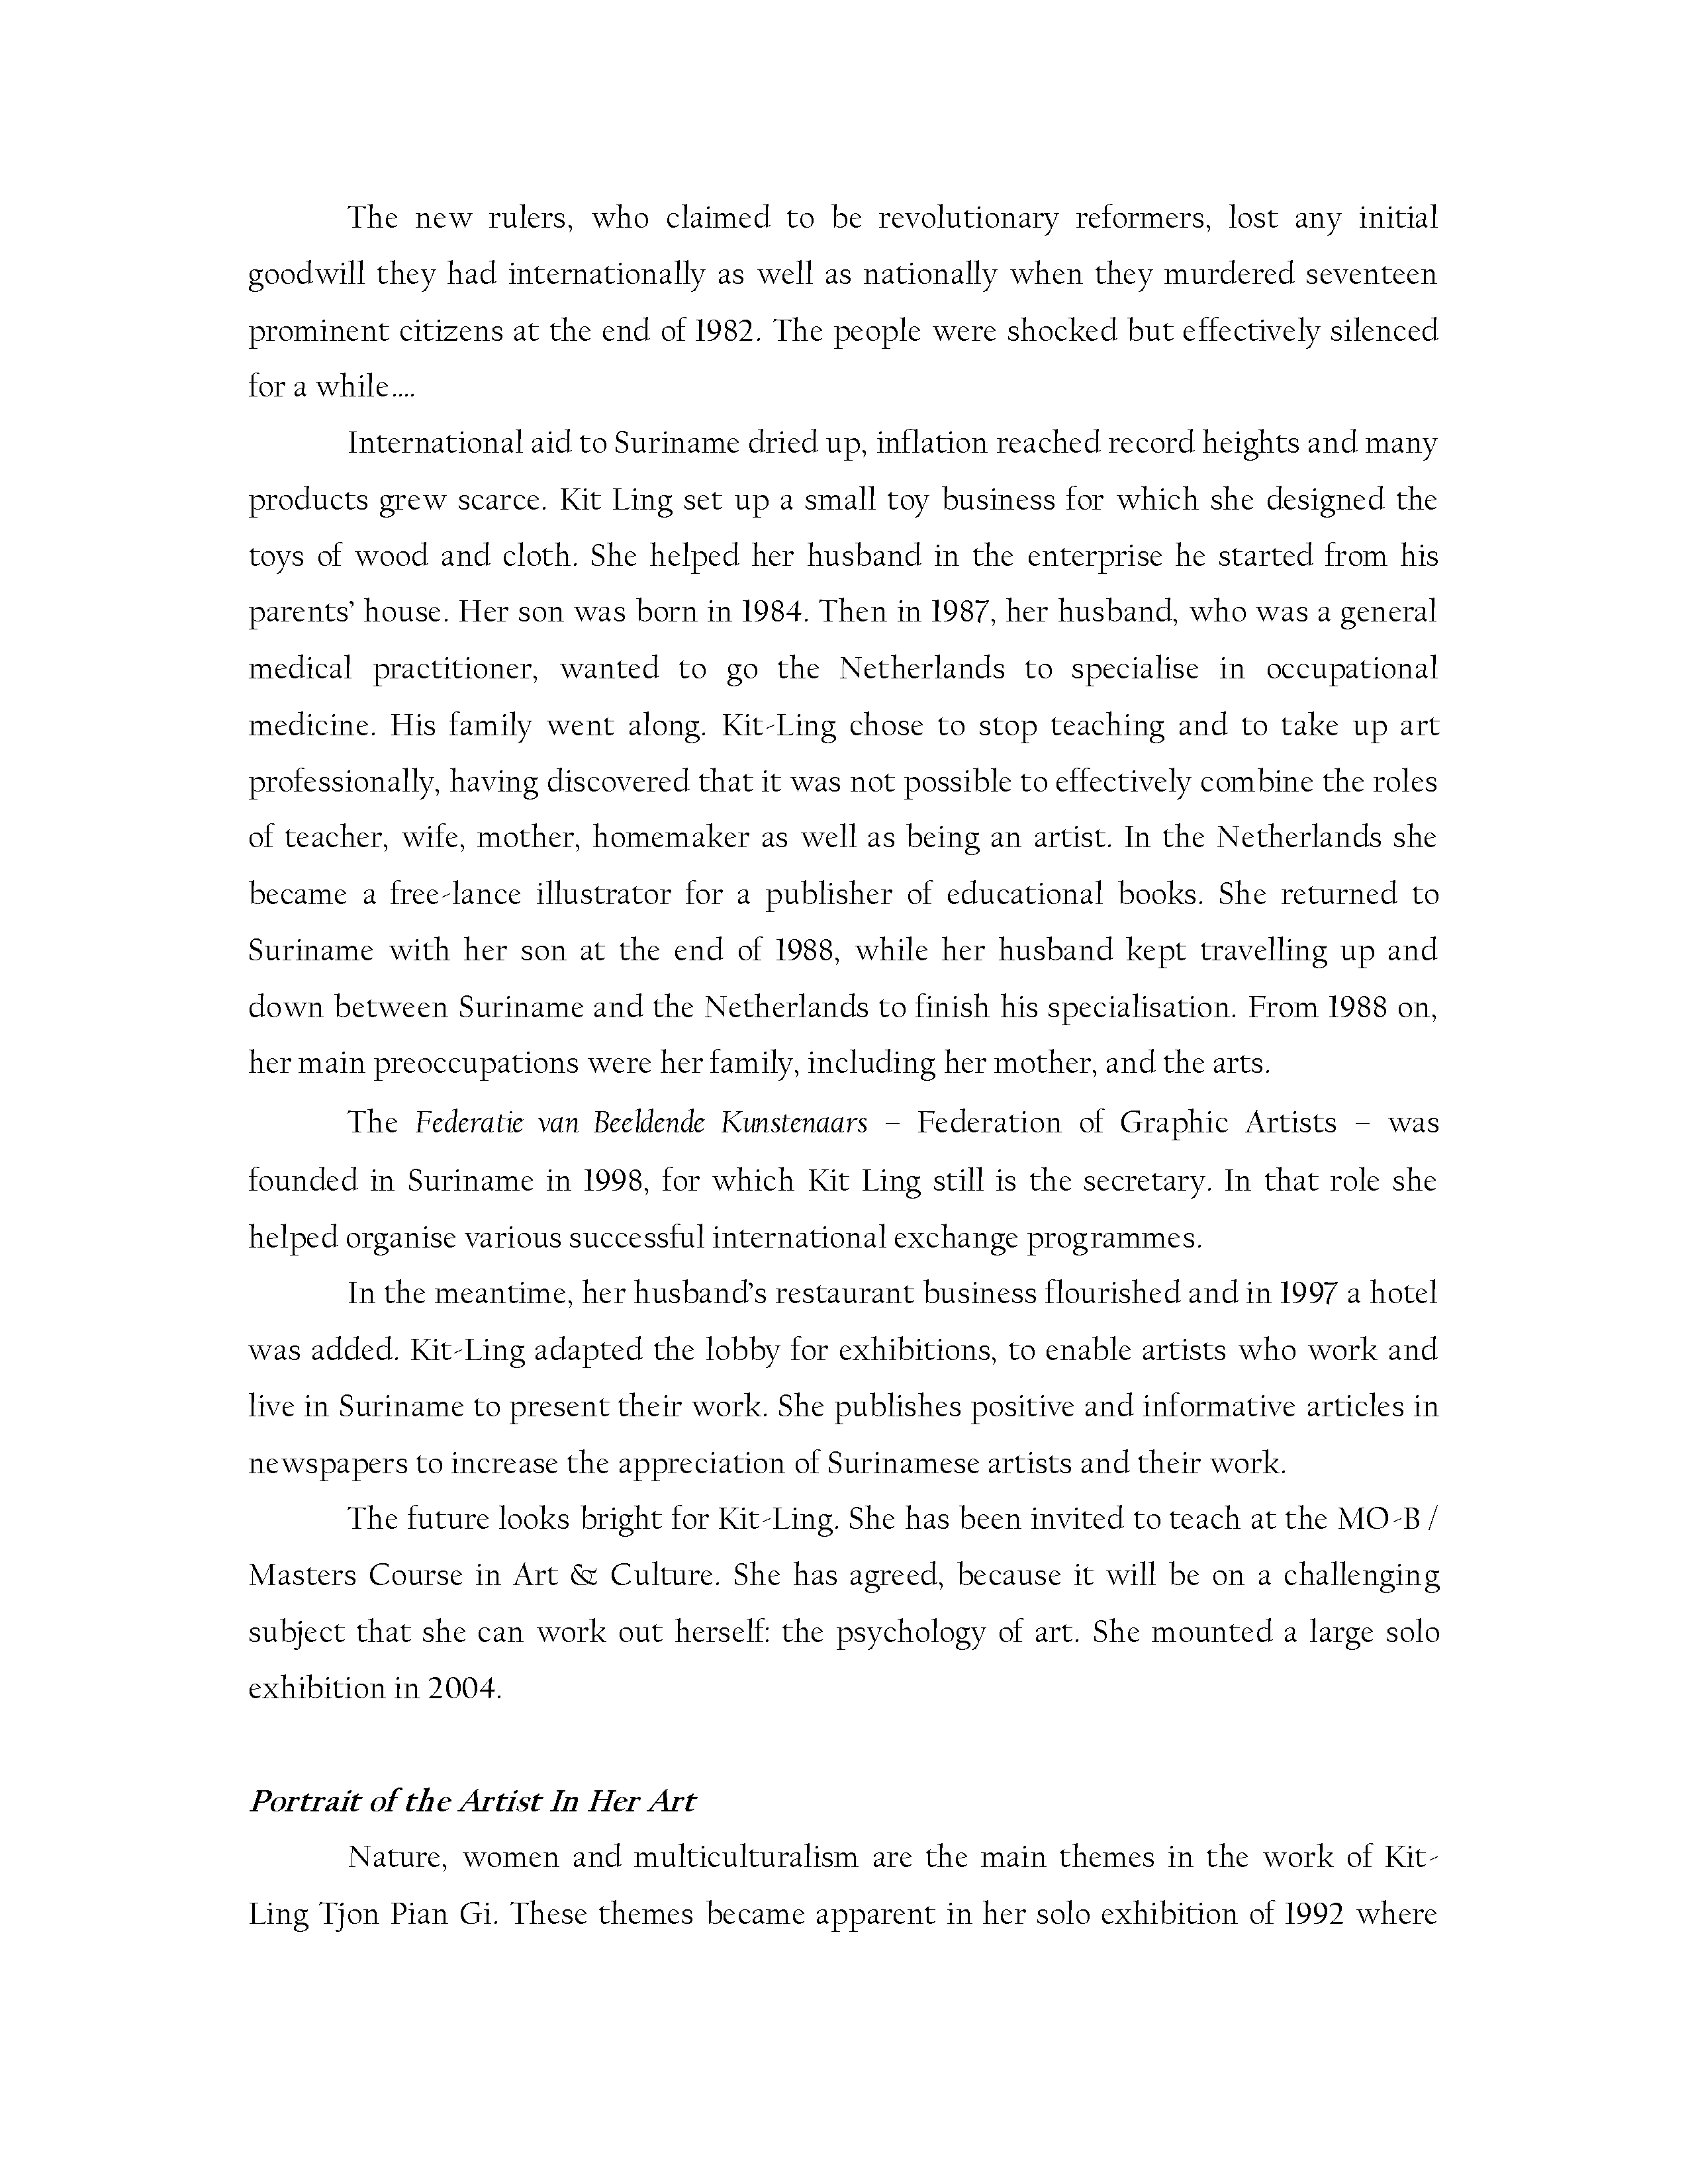 The new rulers, who claimed to be revolutionary reformers, lost any initial
goodwill they had internationally as well as nationally when they murdered seventeen
prominent citizens at the end of 1982. The people were shocked but effectively silenced
for a while....
International aid to Suriname dried up, inflation reached record heights and many
products grew scarce. Kit Ling set up a small toy business for which she designed the
toys of wood and cloth. She helped her husband in the enterprise he started from his
parents’ house. Her son was born in 1984. Then in 1987, her husband, who was a general
medical practitioner, wanted to go the Netherlands to specialise in occupational
medicine. His family went along. Kit-Ling chose to stop teaching and to take up art
professionally, having discovered that it was not possible to effectively combine the roles
of teacher, wife, mother, homemaker as well as being an artist. In the Netherlands she
became a free-lance illustrator for a publisher of educational books. She returned to
Suriname with her son at the end of 1988, while her husband kept travelling up and
down between Suriname and the Netherlands to finish his specialisation. From 1988 on,
her main preoccupations were her family, including her mother, and the arts.
The Federatie van Beeldende Kunstenaars – Federation of Graphic Artists – was
founded in Suriname in 1998, for which Kit Ling still is the secretary. In that role she
helped organise various successful international exchange programmes.
In the meantime, her husband’s restaurant business flourished and in 1997 a hotel
was added. Kit-Ling adapted the lobby for exhibitions, to enable artists who work and
live in Suriname to present their work. She publishes positive and informative articles in
newspapers to increase the appreciation of Surinamese artists and their work.
The future looks bright for Kit-Ling. She has been invited to teach at the MO-B /
Masters Course in Art & Culture. She has agreed, because it will be on a challenging
subject that she can work out herself: the psychology of art. She mounted a large solo
exhibition in 2004.
Portrait of the Artist In Her Art
Nature, women and multiculturalism are the main themes in the work of Kit-
Ling Tjon Pian Gi. These themes became apparent in her solo exhibition of 1992 where